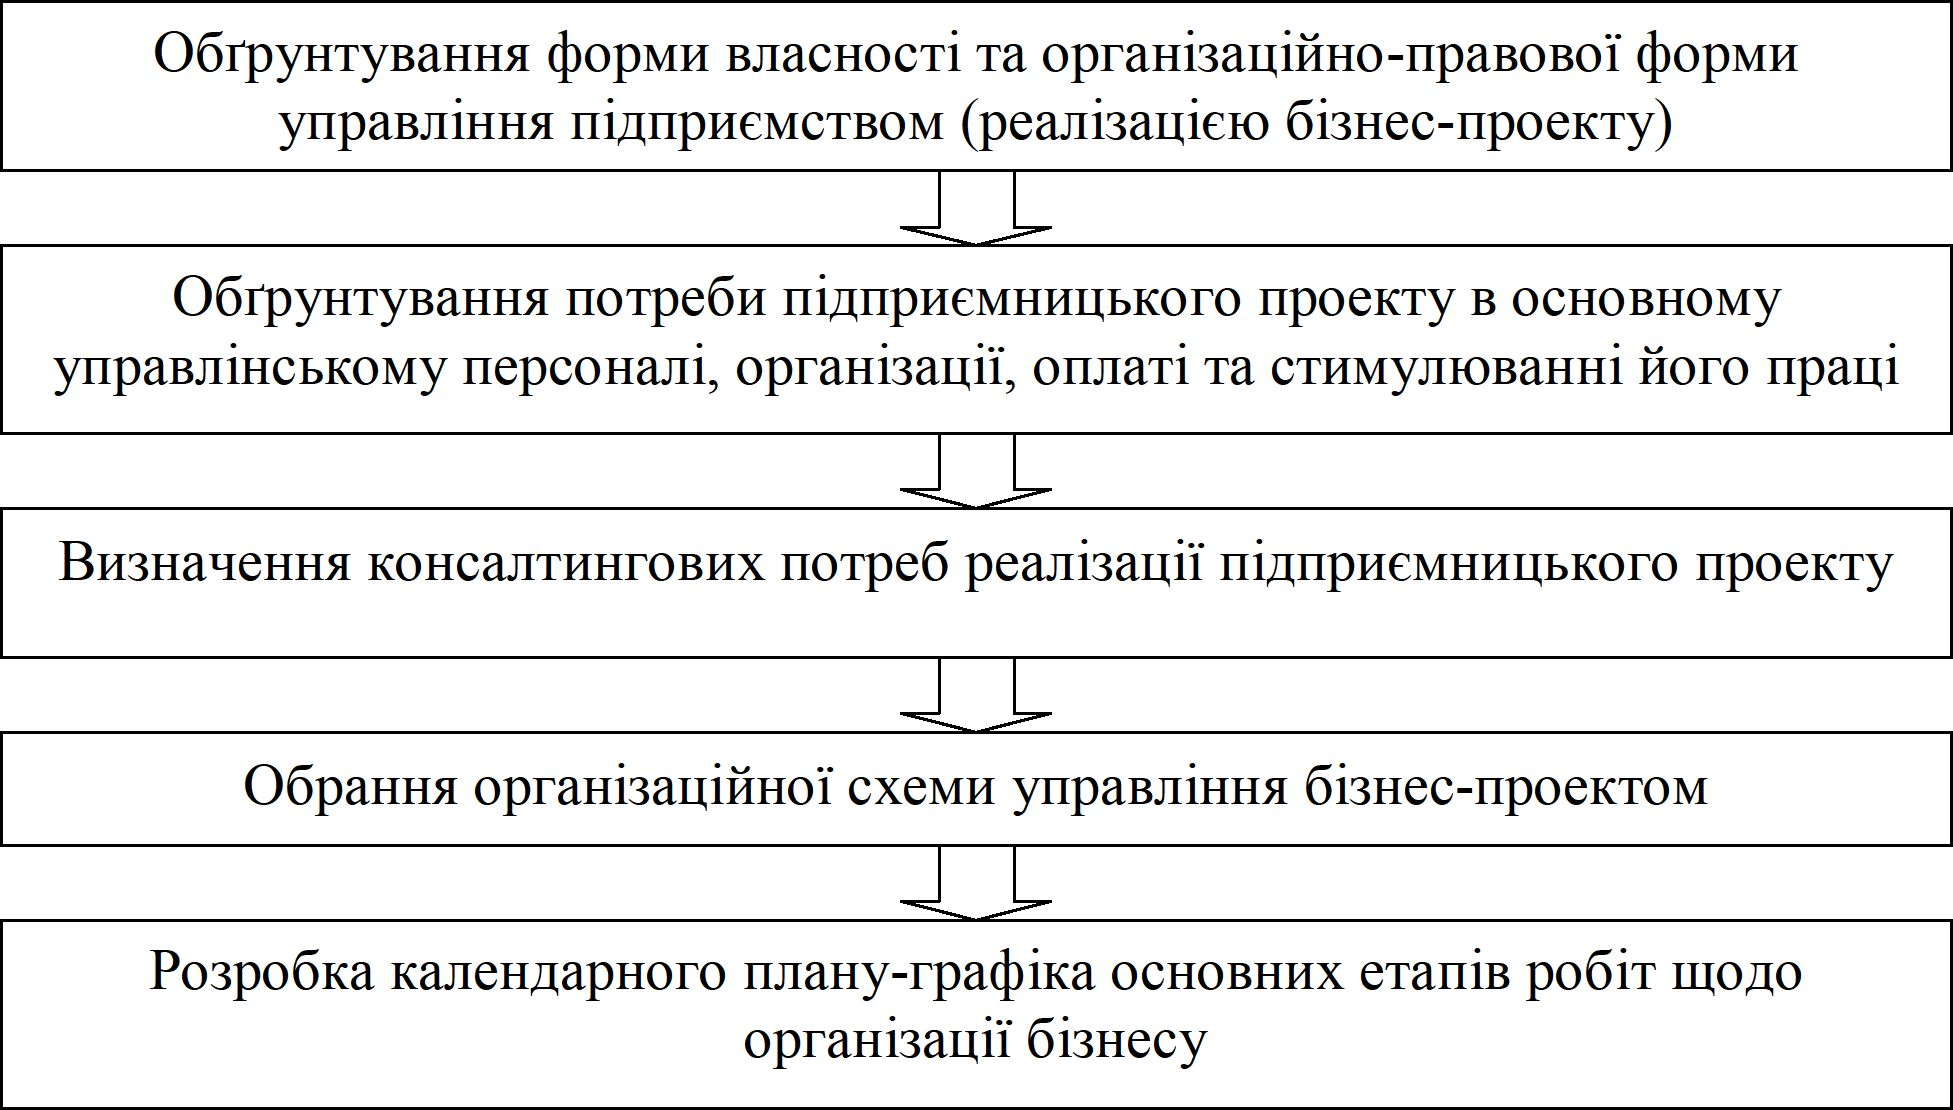 Обґрунтування форми власності та організаційно-правової форми
управління підприємством (реалізацією бізнес-проекту)
Обґрунтування потреби підприємницького проекту в основному
управлінському персоналі, організації, оплаті та стимулюванні його праці
Визначення консалтингових потреб реалізації підприємницького проекту
Обрання організаційної схеми управління бізнес-проектом
Розробка календарного плану-графіка основних етапів робіт щодо
організації бізнесу